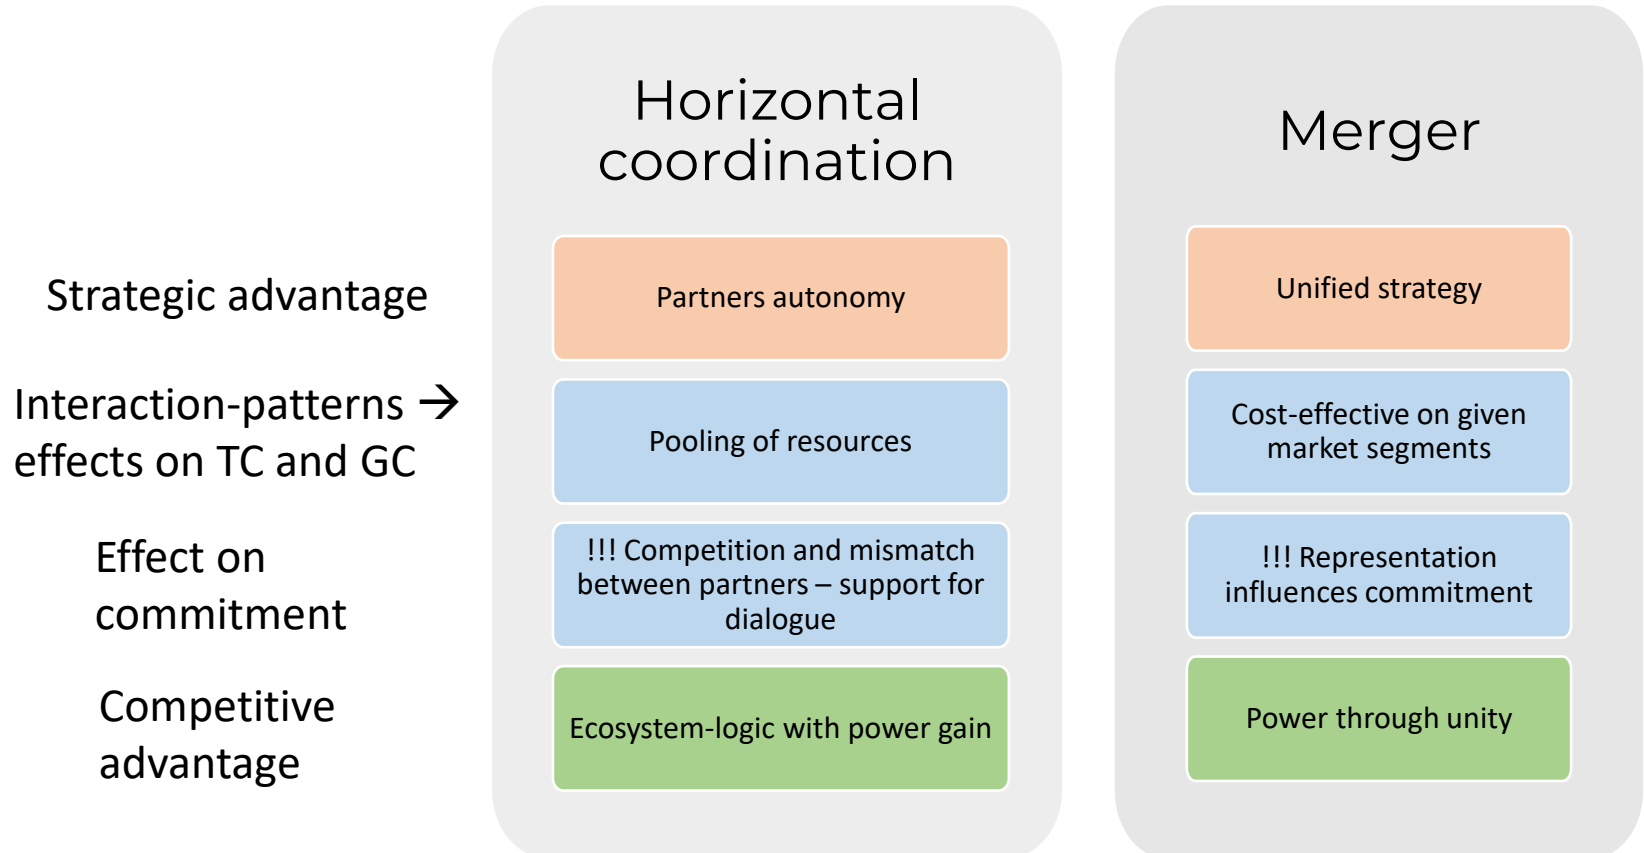 Horizontal
coordination
Merger
Strategic advantage
Partners autonomy
Unified strategy
Interaction-patterns →
effects on TC and GC
Pooling of resources
Cost-effective on given
market segments
Effect on
commitment
!!! Competition and mismatch
between partners – support for
dialogue
!!! Representation
influences commitment
Competitive
advantage
Ecosystem-logic with power gain
Power through unity